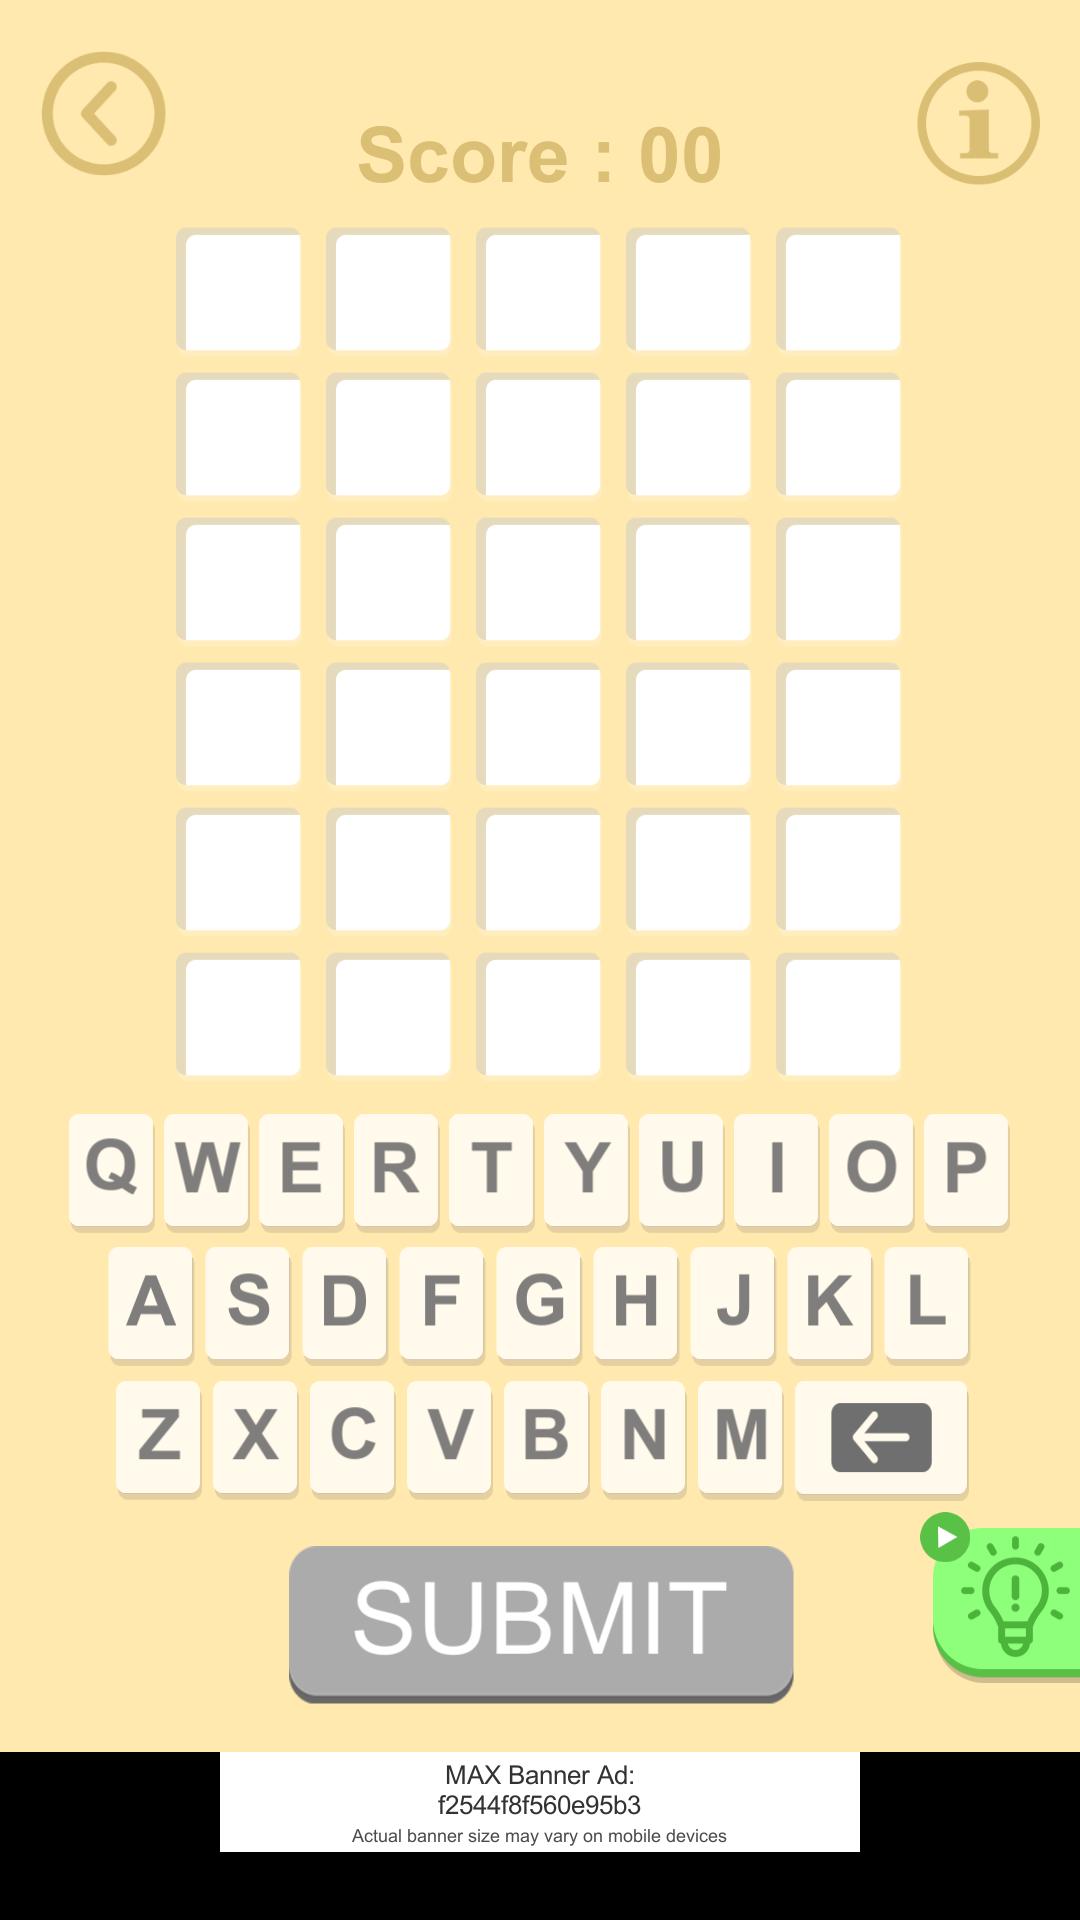 Score : 00
Q W E R T Y U I O P
A S D F G H J K L
Z X C V B N M
SUBMIT
MAX Banner Ad:
f2544f8f560e95b3
Actual banner size may vary on mobile devices